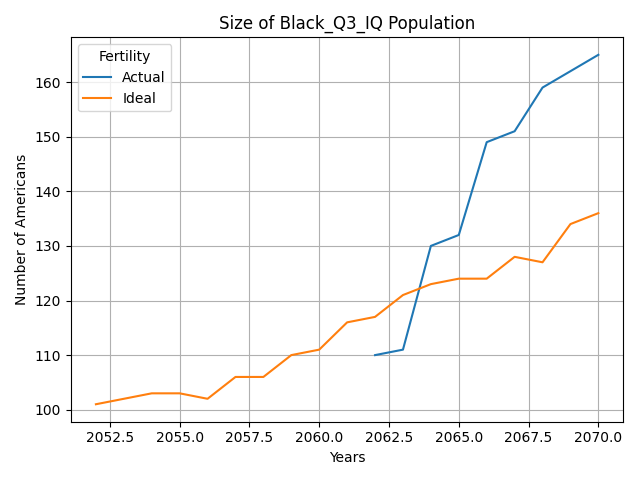 Size of Black_Q3_IQ Population
Fertility
Actual
Ideal
160
150
140
130
120
110
100
Number of Americans
2052.5 2055.0 2057.5 2060.0 2062.5 2065.0 2067.5 2070.0
Years